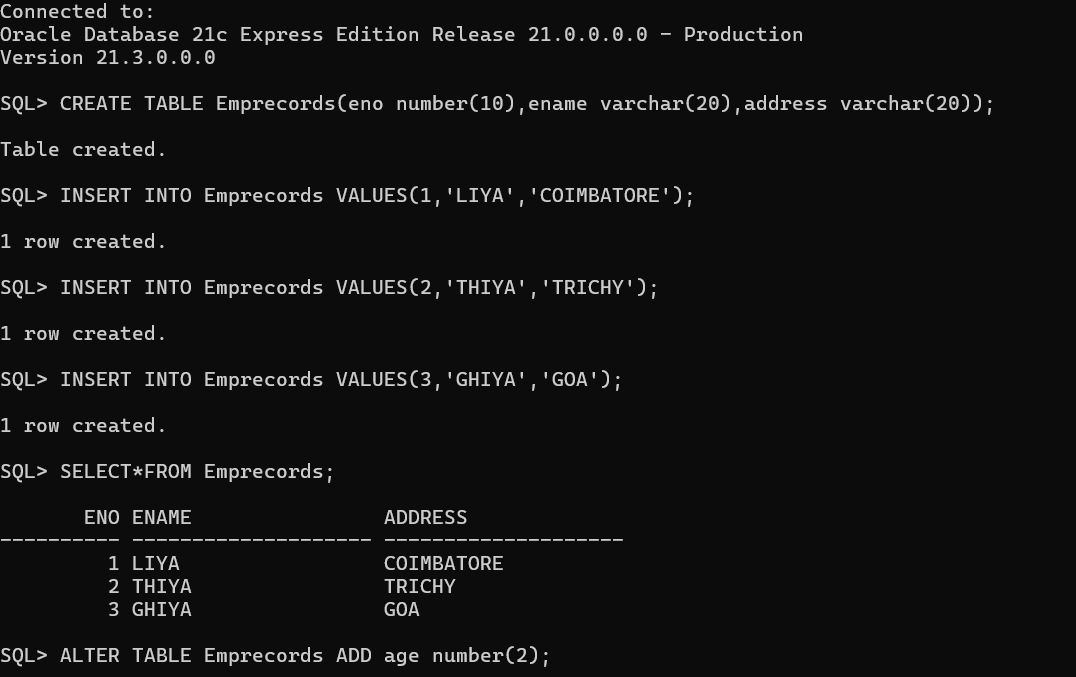 Connected to:
Oracle Database 21c Express Edition Release 21.0.0.0.0 - Production
Version 21.3.0.0.0
SQL> CREATE TABLE Emprecords(eno number(10),ename varchar(20),address varchar(20));
Table created.
SQL> INSERT INTO Emprecords VALUES(1,'LIYA','COIMBATORE');
1 row created.
SQL> INSERT INTO Emprecords VALUES(2,'THIYA','TRICHY');
1 row created.
SQL> INSERT INTO Emprecords VALUES(3,'GHIYA','GOA');
1 row created.
SQL> SELECT*FROM Emprecords;
       ENO ENAME                ADDRESS
---------- -------------------- --------------------
         1 LIYA                 COIMBATORE
         2 THIYA                TRICHY
         3 GHIYA                GOA
SQL> ALTER TABLE Emprecords ADD age number(2);